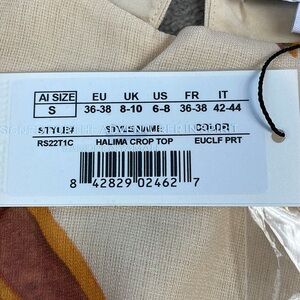 AI SIZE EU UK US FR IT
S 36-38 8-10 6-8 36-38 42-44
STYLE# STYLE NAME COLOR
RS22T1C HALIMA CROP TOP EUCLF PRT
8 42829 02462 7